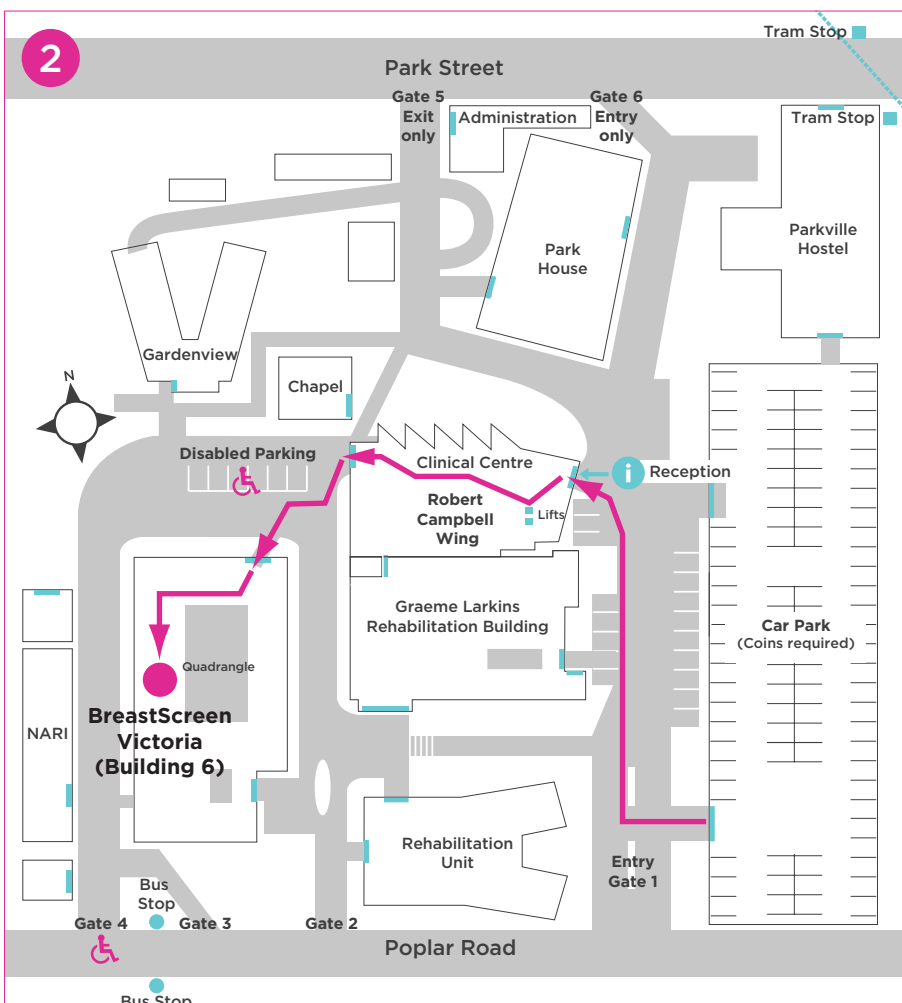 2
Tram Stop
Park Street
Gate 5
Exit
only
Administration
Gate 6
Entry
only
Tram Stop
Park
House
Parkville
Hostel
Gardenview
N
Chapel
Disabled Parking
Clinical Centre
i
Reception
Robert
Campbell
Wing
Lifts
Graeme Larkins
Rehabilitation Building
Car Park
(Coins required)
Quadrangle
BreastScreen
Victoria
(Building 6)
NARI
Rehabilitation
Unit
Entry
Gate 1
Bus
Stop
Gate 4
Gate 3
Gate 2
Poplar Road
Bus Stop